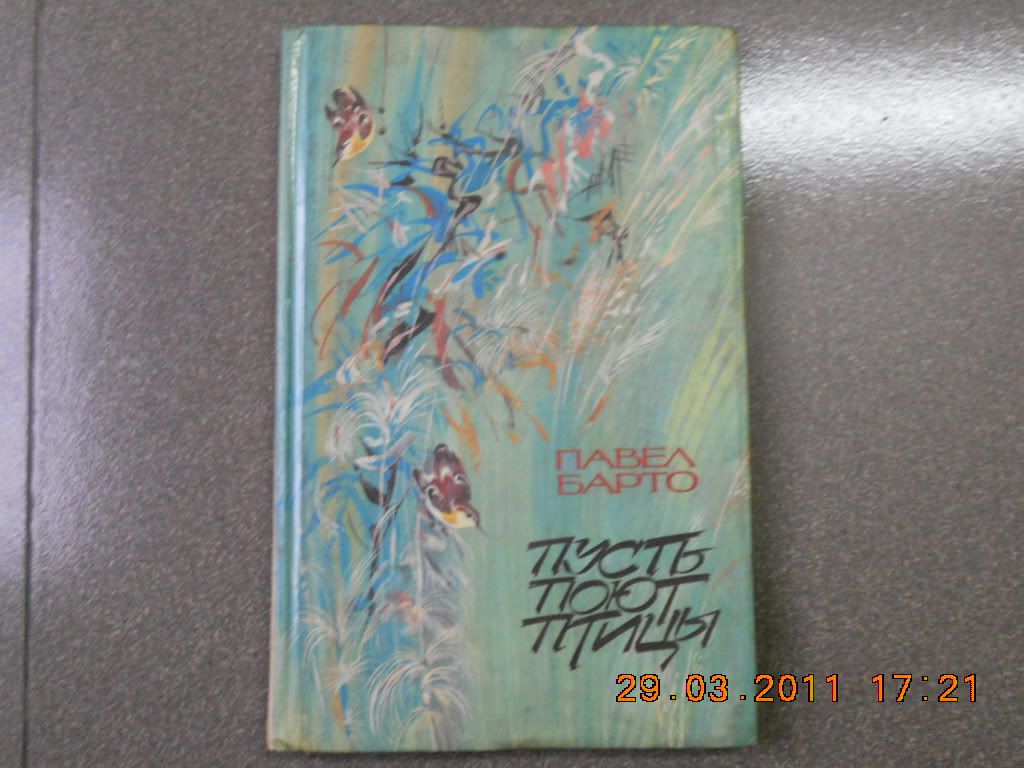 ПАВЕЛ
БАРТО
ПУСТЬ
ПОЮТ
ПТИЦЫ
29.03.2011 17:21